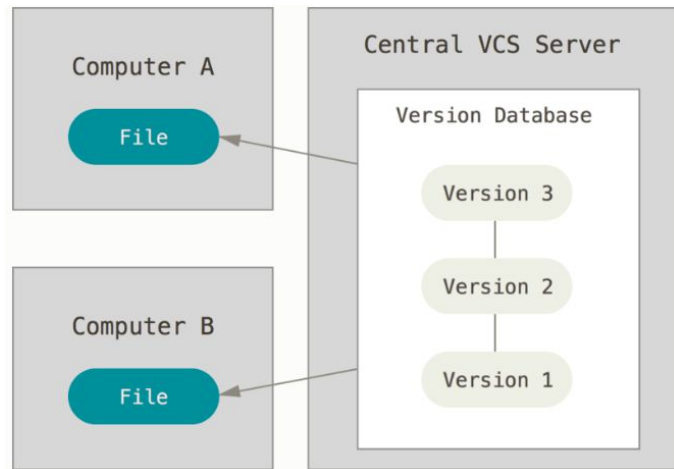 Computer A
File
Computer B
File
Central VCS Server
Version Database
Version 3
Version 2
Version 1